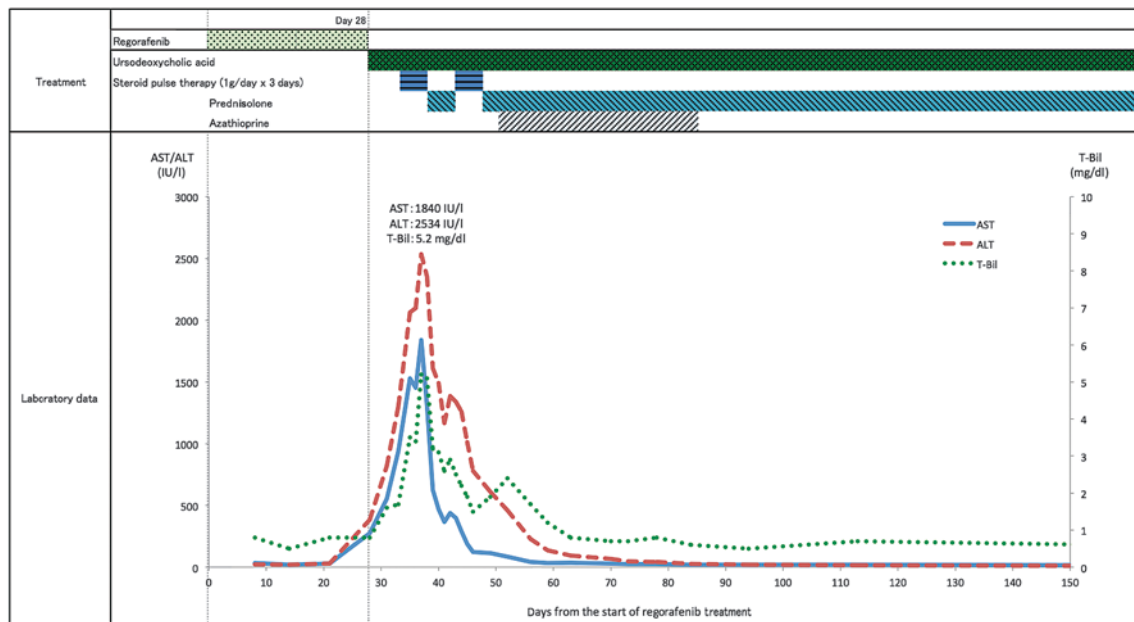 Day 28
Regorafenib
Ursodeoxycholic acid
Treatment
Steroid pulse therapy (1g/day x 3 days)
Prednisolone
Azathioprine
AST/ALT
(IU/l)
T-Bil
(mg/dl)
3000
2500
2000
1500
1000
500
0
AST: 1840 IU/l
ALT: 2534 IU/l
T-Bil: 5.2 mg/dl
AST
ALT
T-Bil
10
9
8
7
6
5
4
3
2
1
0
Laboratory data
0 10 20 30 40 50 60 70 80 90 100 110 120 130 140 150
Days from the start of regorafenib treatment